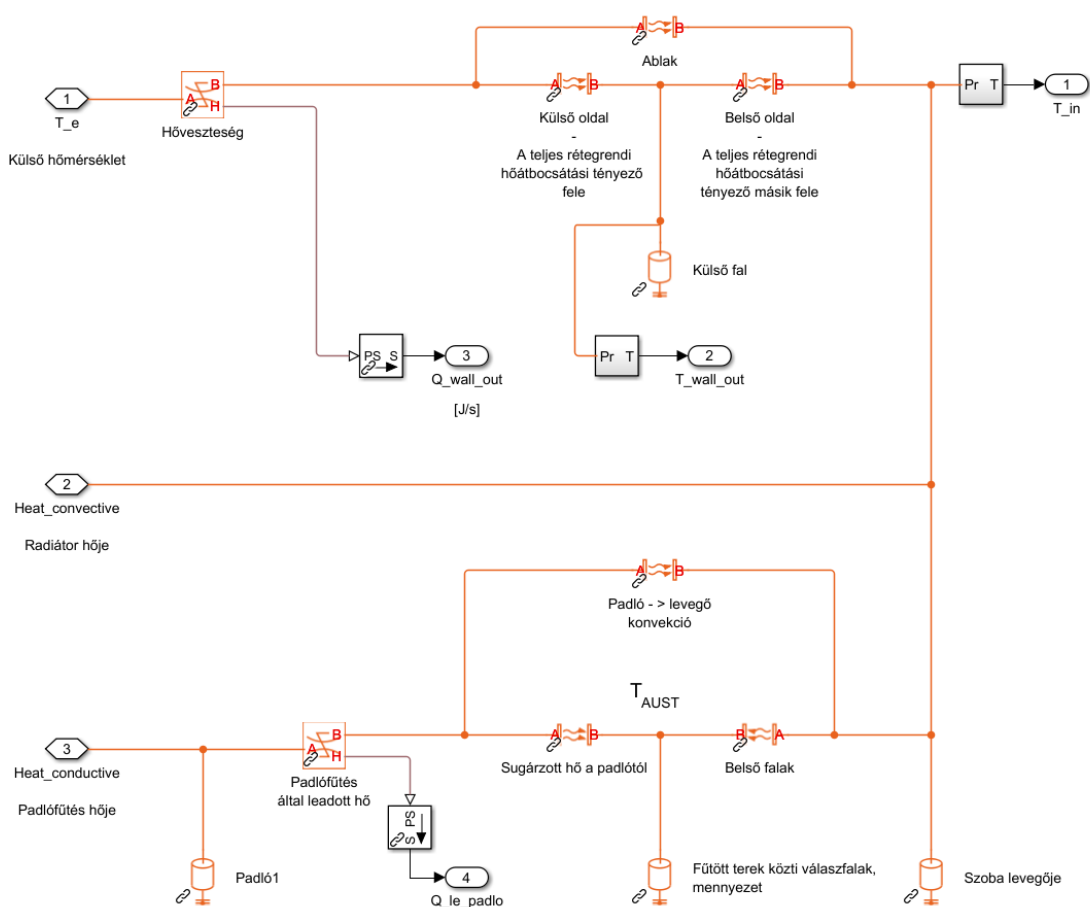 A B
Ablak
1
T_e
Külső hőmérséklet
A B H
Hőveszteség
A B
Külső oldal
-
A teljes rétegrendi
hőátbocsátási tényező
fele
A B
Belső oldal
-
A teljes rétegrendi
hőátbocsátási
tényező másik fele
Pr T
1
T_in
Külső fal
PS S
3
Q_wall_out
[J/s]
Pr T
2
T_wall_out
2
Heat_convective
Radiátor hője
A B
Padló - > levegő
konvekció
T_AUST
3
Heat_conductive
Padlófűtés hője
A B H
Padlófűtés
által leadott hő
A B
Sugárzott hő a padlótól
B A
Belső falak
S PS
Padló1
4
Q_le_padlo
Fűtött terek közti válaszfalak,
mennyezet
Szoba levegője